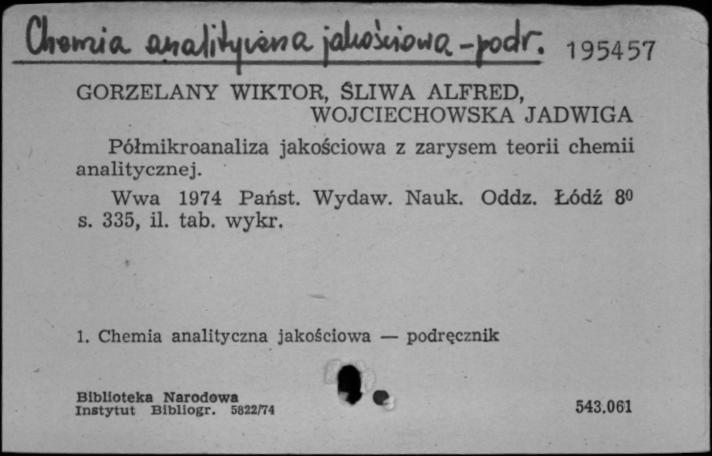 Chemia analityczna jakościowa – podr. 195457
GORZELANY WIKTOR, ŚLIWA ALFRED,
WOJCIECHOWSKA JADWIGA
Półmikroanaliza jakościowa z zarysem teorii chemii
analitycznej.
Wwa 1974 Państ. Wydaw. Nauk. Oddz. Łódź 8⁰
s. 335, il. tab. wykr.
1. Chemia analityczna jakościowa — podręcznik
Biblioteka Narodowa
Instytut Bibliogr. 5822/74 543.061